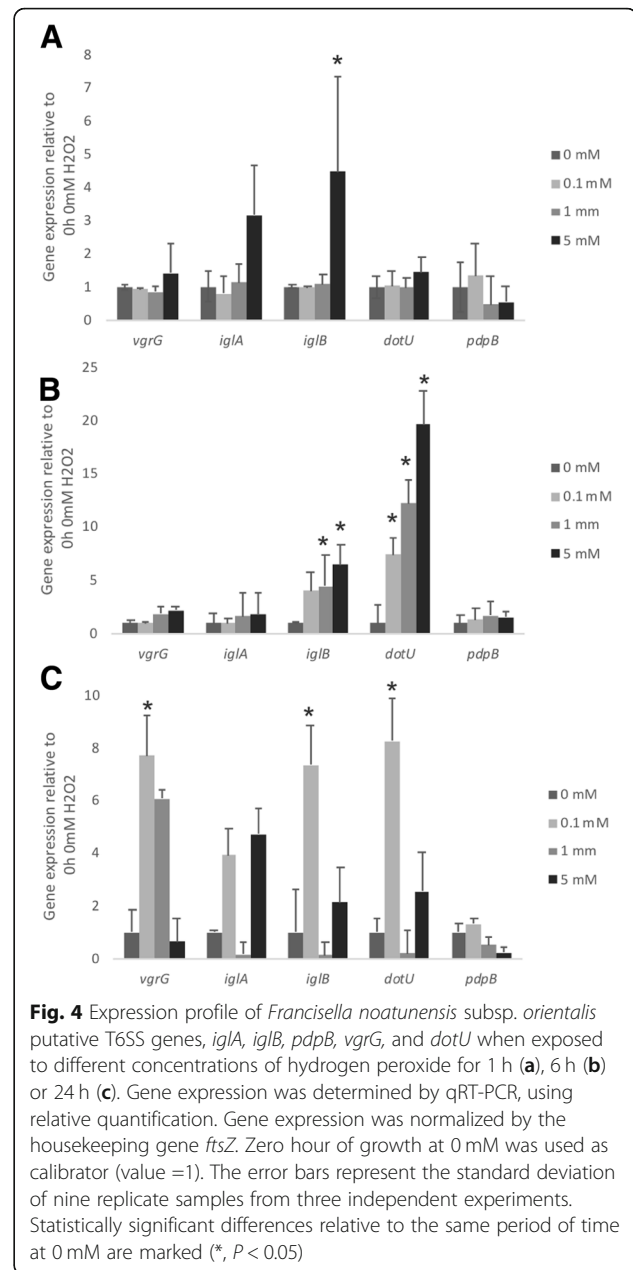 A
Gene expression relative to
0h 0mM H2O2
8
7
6
5
4
3
2
1
0
vgrG iglA iglB dotU pdpB
*
0 mM
0.1 mM
1 mm
5 mM
B
Gene expression relative to
0h 0mM H2O2
25
20
15
10
5
0
vgrG iglA iglB dotU pdpB
* * * * *
0 mM
0.1 mM
1 mm
5 mM
C
Gene expression relative to
0h 0mM H2O2
10
8
6
4
2
0
vgrG iglA iglB dotU pdpB
* * *
0 mM
0.1 mM
1 mm
5 mM
Fig. 4 Expression profile of Francisella noatunensis subsp. orientalis
putative T6SS genes, iglA, iglB, pdpB, vgrG, and dotU when exposed
to different concentrations of hydrogen peroxide for 1 h (a), 6 h (b)
or 24 h (c). Gene expression was determined by qRT-PCR, using
relative quantification. Gene expression was normalized by the
housekeeping gene ftsZ. Zero hour of growth at 0 mM was used as
calibrator (value =1). The error bars represent the standard deviation
of nine replicate samples from three independent experiments.
Statistically significant differences relative to the same period of time
at 0 mM are marked (*, P < 0.05)